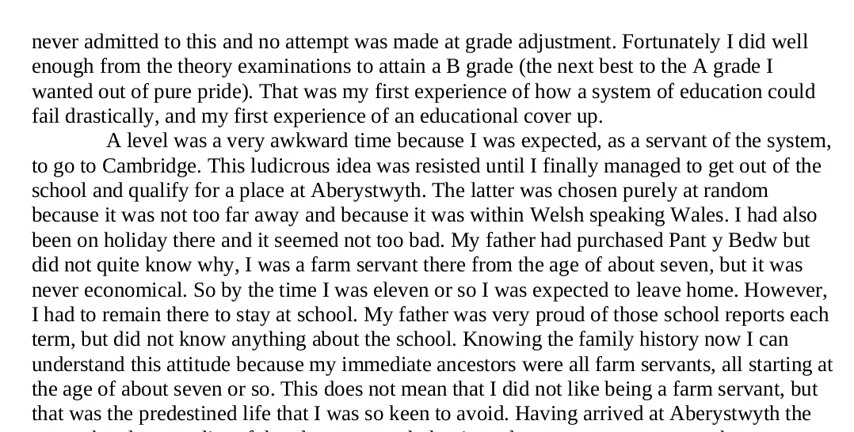 never admitted to this and no attempt was made at grade adjustment. Fortunately I did well
enough from the theory examinations to attain a B grade (the next best to the A grade I
wanted out of pure pride). That was my first experience of how a system of education could
fail drastically, and my first experience of an educational cover up.
A level was a very awkward time because I was expected, as a servant of the system,
to go to Cambridge. This ludicrous idea was resisted until I finally managed to get out of the
school and qualify for a place at Aberystwyth. The latter was chosen purely at random
because it was not too far away and because it was within Welsh speaking Wales. I had also
been on holiday there and it seemed not too bad. My father had purchased Pant y Bedw but
did not quite know why, I was a farm servant there from the age of about seven, but it was
never economical. So by the time I was eleven or so I was expected to leave home. However,
I had to remain there to stay at school. My father was very proud of those school reports each
term, but did not know anything about the school. Knowing the family history now I can
understand this attitude because my immediate ancestors were all farm servants, all starting at
the age of about seven or so. This does not mean that I did not like being a farm servant, but
that was the predestined life that I was so keen to avoid. Having arrived at Aberystwyth the